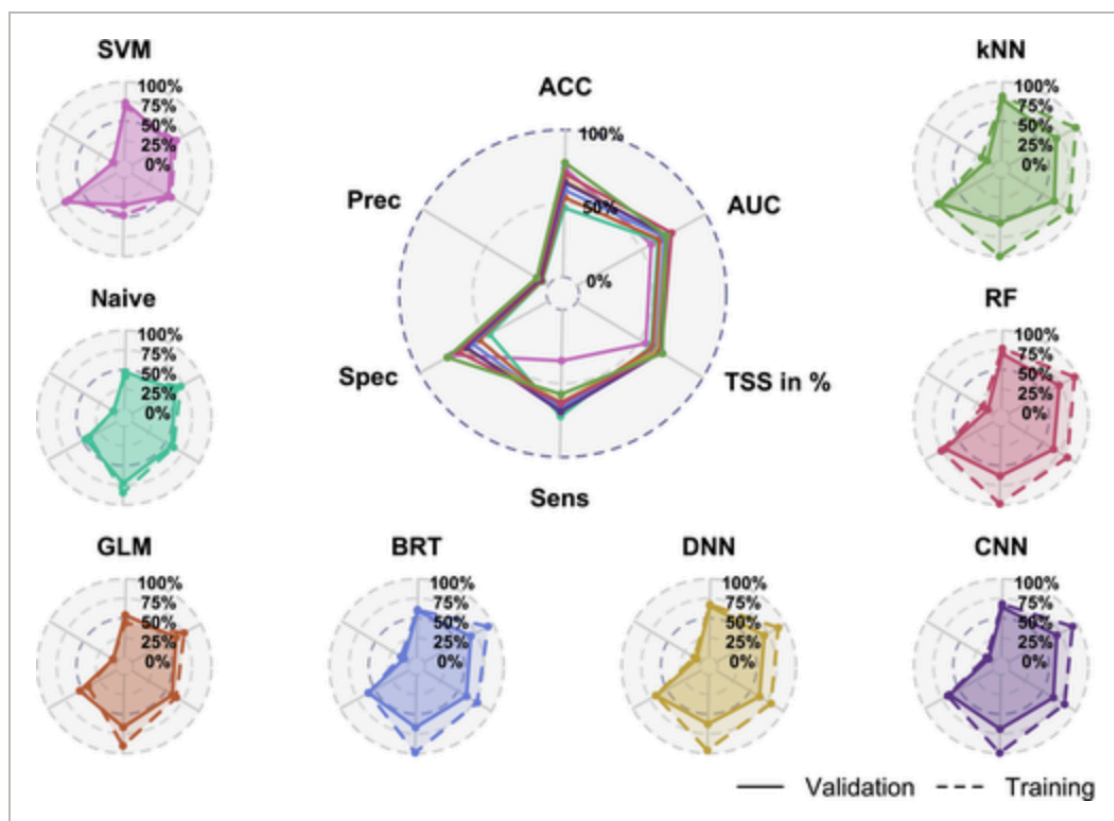 SVM
100%
75%
50%
25%
0%
kNN
100%
75%
50%
25%
0%
ACC
100%
50%
0%
Prec
AUC
Spec
TSS in %
Sens
Naive
100%
75%
50%
25%
0%
RF
100%
75%
50%
25%
0%
GLM
100%
75%
50%
25%
0%
BRT
100%
75%
50%
25%
0%
DNN
100%
75%
50%
25%
0%
CNN
100%
75%
50%
25%
0%
Validation
Training